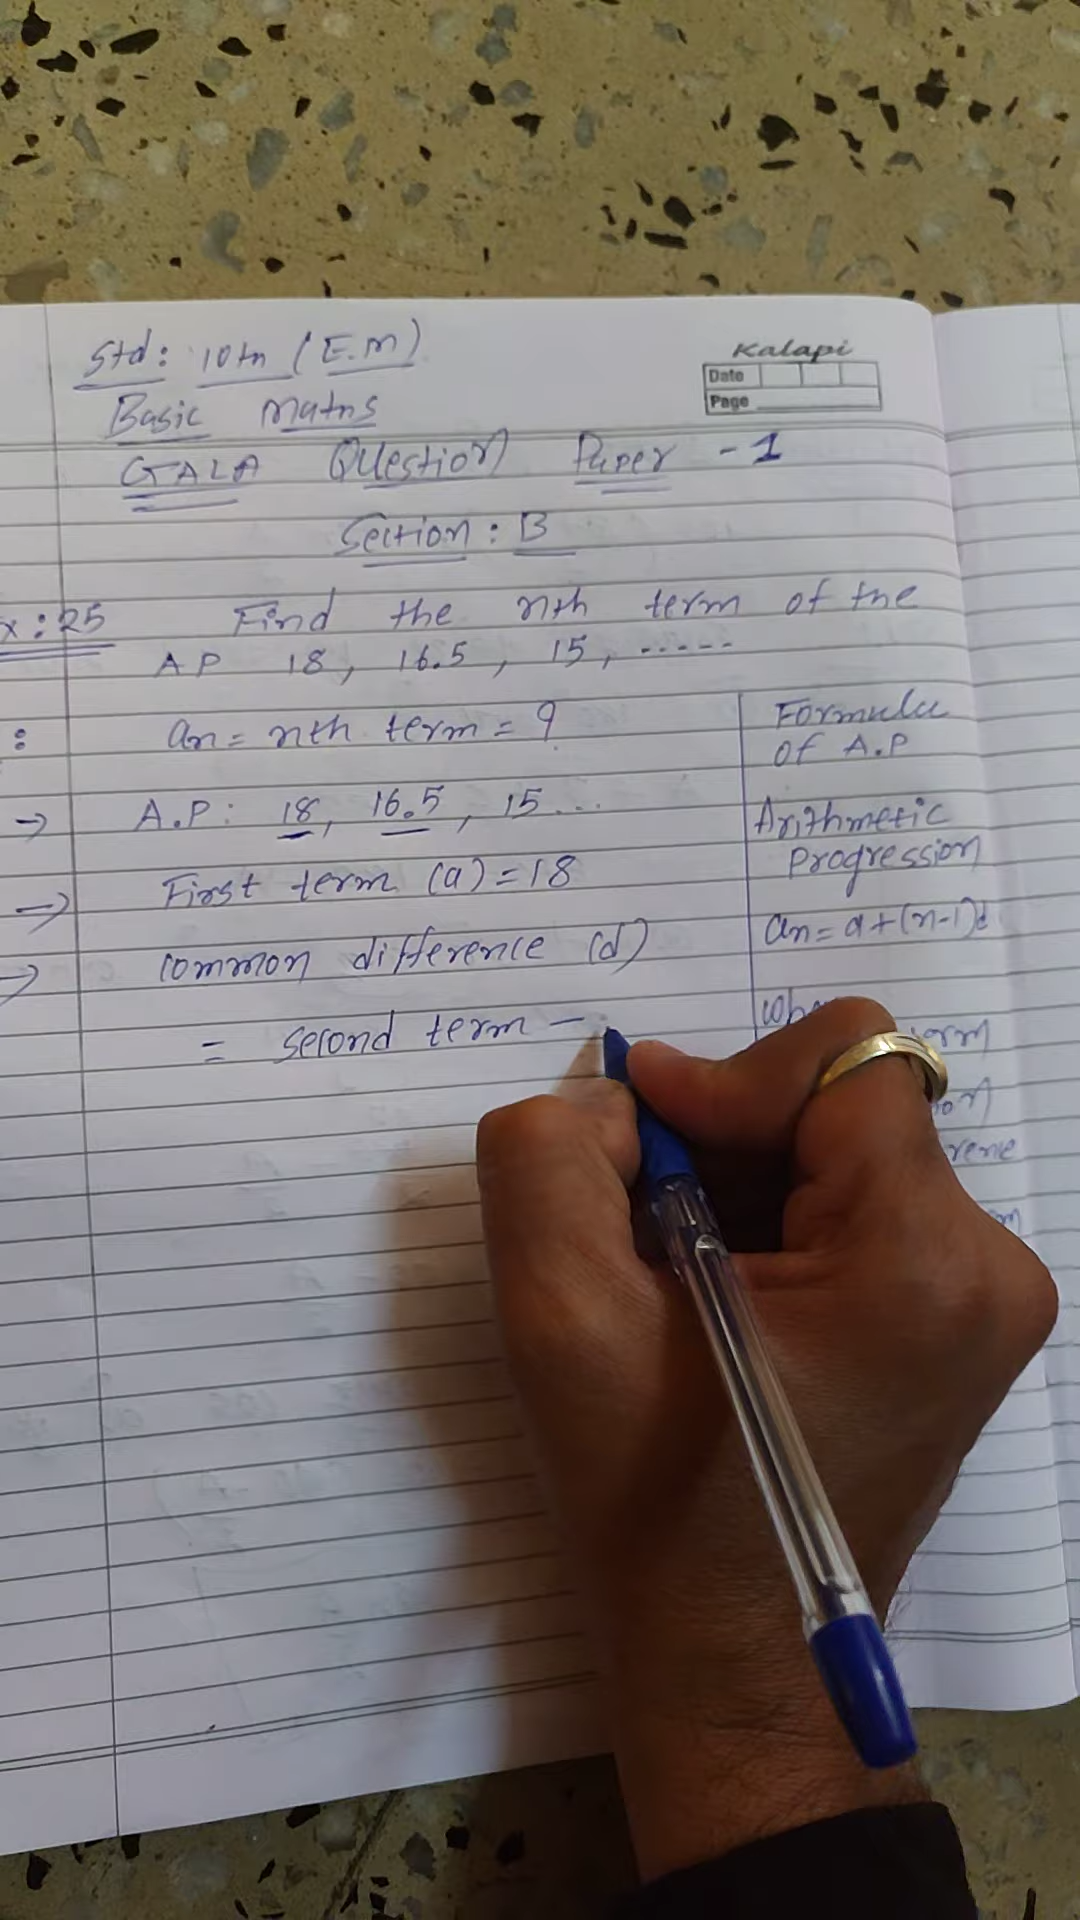 Std: 10th (E.M)
Basic Maths
Kalapi
Date
Page
GALA Question Paper - 1
Section: B
x: 25 Find the nth term of the
AP 18, 16.5, 15, .....
: an = nth term = ?
→ A.P: 18, 16.5, 15...
→ First term (a) = 18
→ common difference (d)
= second term -
Formula
of A.P
Arithmetic
Progression
an = a + (n-1)d